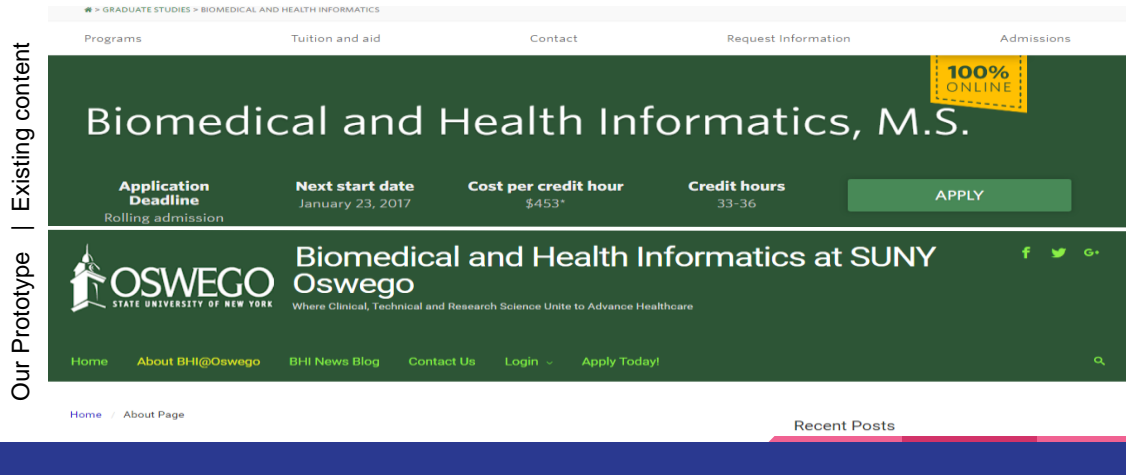 > GRADUATE STUDIES > BIOMEDICAL AND HEALTH INFORMATICS
Programs Tuition and aid Contact Request Information Admissions
100%
ONLINE
Biomedical and Health Informatics, M.S.
Application Deadline
Rolling admission
Next start date
January 23, 2017
Cost per credit hour
$453*
Credit hours
33-36
APPLY
Our Prototype | Existing content
OSWEGO
STATE UNIVERSITY OF NEW YORK
Biomedical and Health Informatics at SUNY
Oswego
Where Clinical, Technical and Research Science Unite to Advance Healthcare
f G+
Home About BHI@Oswego BHI News Blog Contact Us Login Apply Today!
Home / About Page
Recent Posts